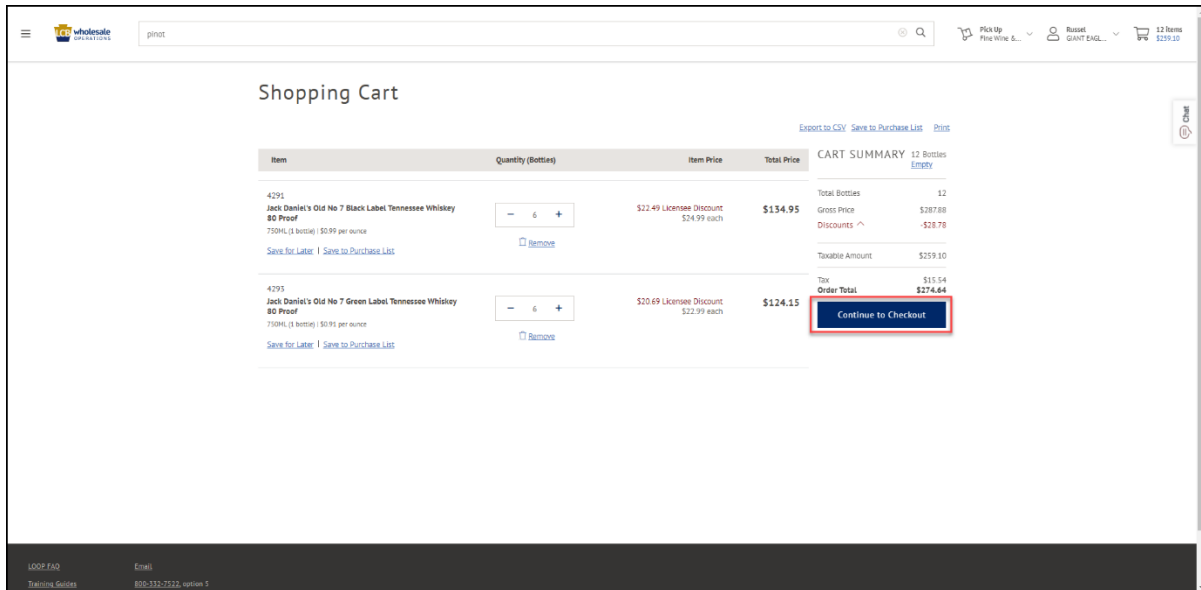 LCB wholesale
OPERATIONS
pinot
Pick Up
Fine Wine &...
Russel
GIANT EAGL...
12 items
$259.10
Chat
Shopping Cart
Export to CSV Save to Purchase List Print
Item Quantity (Bottles) Item Price Total Price
CART SUMMARY 12 Bottles
Empty
4291
Jack Daniel's Old No 7 Black Label Tennessee Whiskey
80 Proof
750ML (1 bottle) | $0.99 per ounce
Save for Later | Save to Purchase List
− 6 +
Remove
$22.49 Licensee Discount
$24.99 each
$134.95
4293
Jack Daniel's Old No 7 Green Label Tennessee Whiskey
80 Proof
750ML (1 bottle) | $0.91 per ounce
Save for Later | Save to Purchase List
− 6 +
Remove
$20.69 Licensee Discount
$22.99 each
$124.15
Total Bottles 12
Gross Price $287.88
Discounts -$28.78
Taxable Amount $259.10
Tax $15.54
Order Total $274.64
Continue to Checkout
LOOP FAQ
Training Guides
Email
800-332-7522, option 5